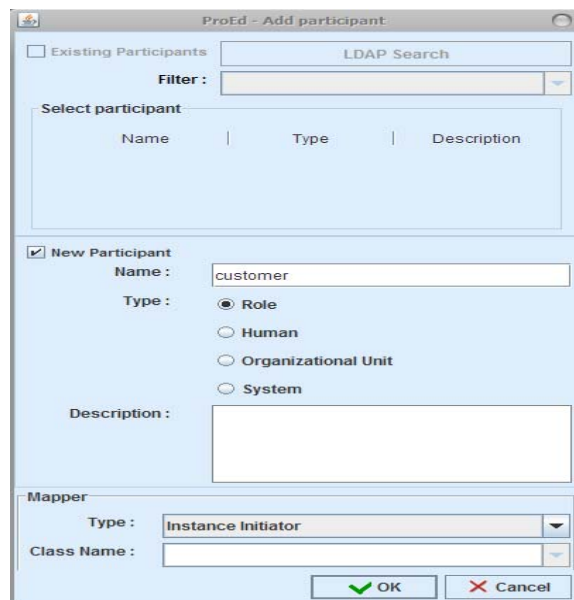 ProEd - Add participant
Existing Participants LDAP Search
Filter :
Select participant
Name | Type | Description
New Participant
Name : customer
Type : Role
Human
Organizational Unit
System
Description :
Mapper
Type : Instance Initiator
Class Name :
OK Cancel